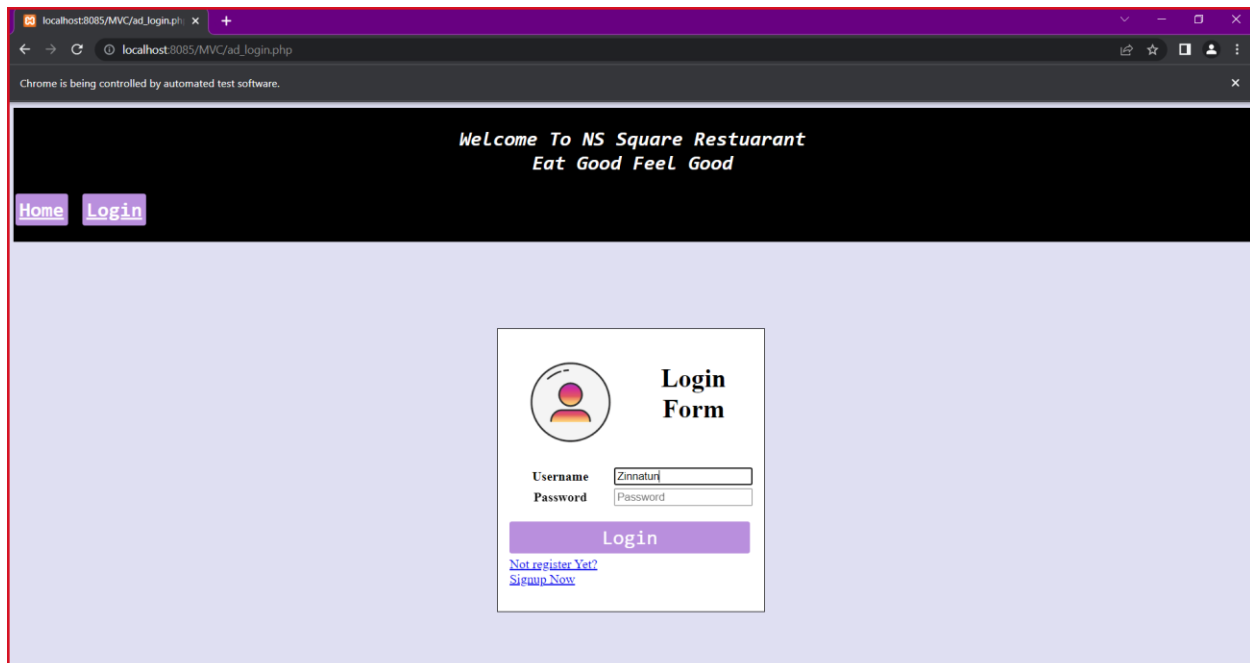 localhost:8085/MVC/ad_login.ph
localhost:8085/MVC/ad_login.php
Chrome is being controlled by automated test software.
Welcome To NS Square Restuarant
Eat Good Feel Good
Home Login
Login
Form
Username Zinnatun
Password Password
Login
Not register Yet?
Signup Now